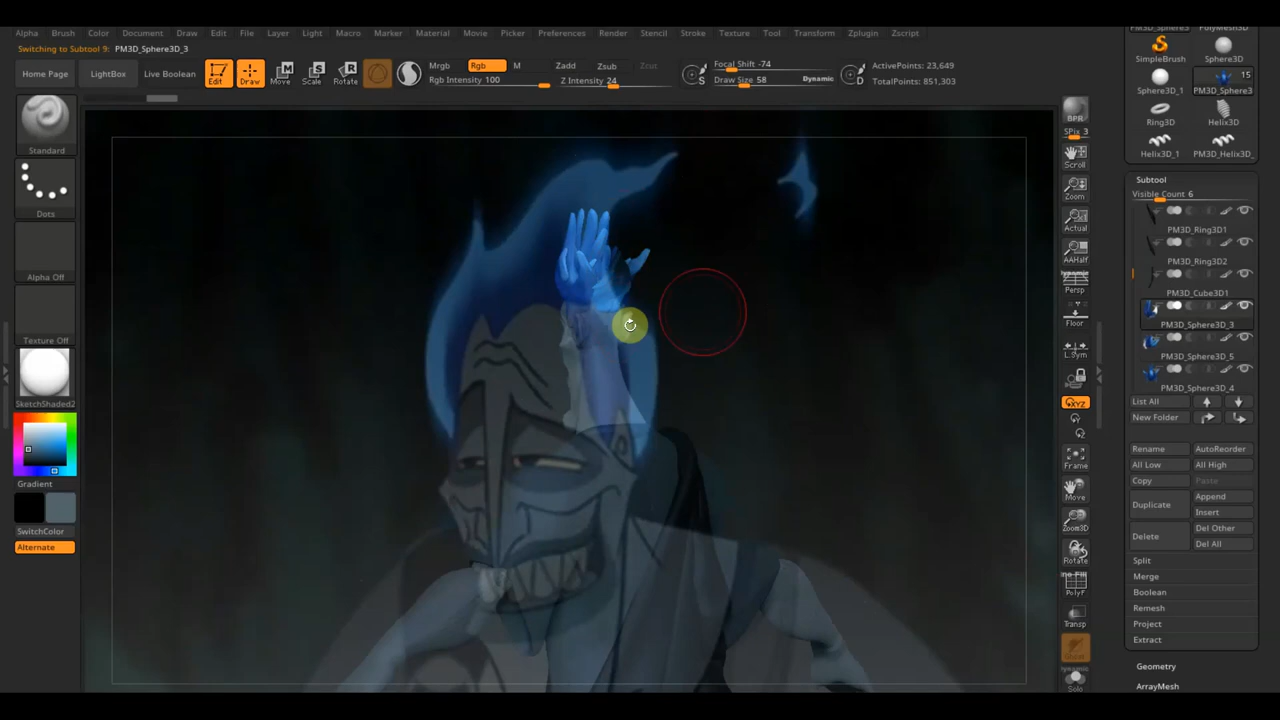 Alpha Brush Color Document Draw Edit File Layer Light Macro Marker Material Movie Picker Preferences Render Stencil Stroke Texture Tool Transform Zplugin Zscript
Switching to Subtool 9: PM3D_Sphere3D_3
Home Page
LightBox
Live Boolean
Edit
Draw
Move
Scale
Rotate
Mrgb
Rgb
M
Rgb Intensity 100
Zadd
Zsub
Z Intensity 24
S
Focal Shift -74
Draw Size 58
Dynamic
D
ActivePoints: 23,649
TotalPoints: 851,303
Standard
Dots
Alpha Off
Texture Off
SketchShaded2
Gradient
SwitchColor
Alternate
BPR
SPix 3
Scroll
Zoom
Actual
AAHalf
Dynamic
Persp
Floor
L.Sym
XYZ
Frame
Move
Zoom3D
Rotate
Line Fill
PolyF
Transp
Dynamic
Solo
SimpleBrush
Sphere3D
15
Sphere3D_1
PM3D_Sphere3
Ring3D
Helix3D
Helix3D_1
PM3D_Helix3D_
Subtool
Visible Count 6
PM3D_Ring3D1
PM3D_Ring3D2
PM3D_Cube3D1
PM3D_Sphere3D_3
PM3D_Sphere3D_5
PM3D_Sphere3D_4
List All
New Folder
Rename
AutoReorder
All Low
All High
Copy
Paste
Duplicate
Append
Insert
Delete
Del Other
Del All
Split
Merge
Boolean
Remesh
Project
Extract
Geometry
ArrayMesh